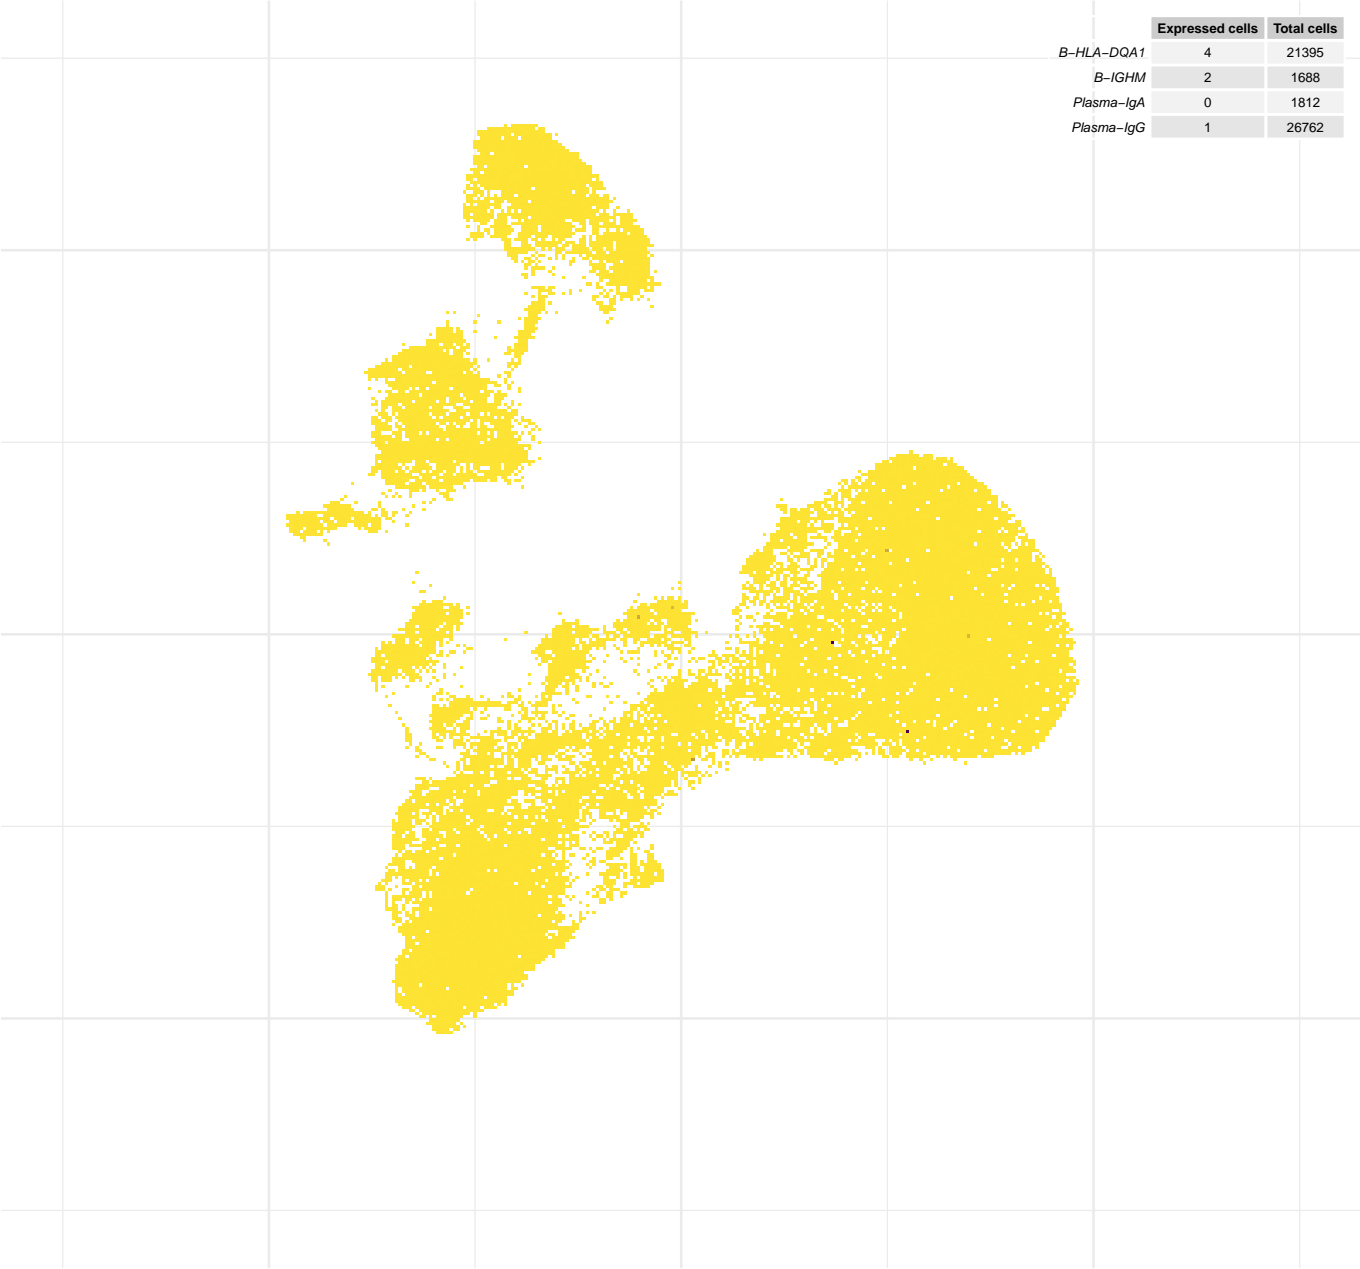 Expressed cells Total cells
B−HLA−DQA1 4 21395
B−IGHM 2 1688
Plasma−IgA 0 1812
Plasma−IgG 1 26762